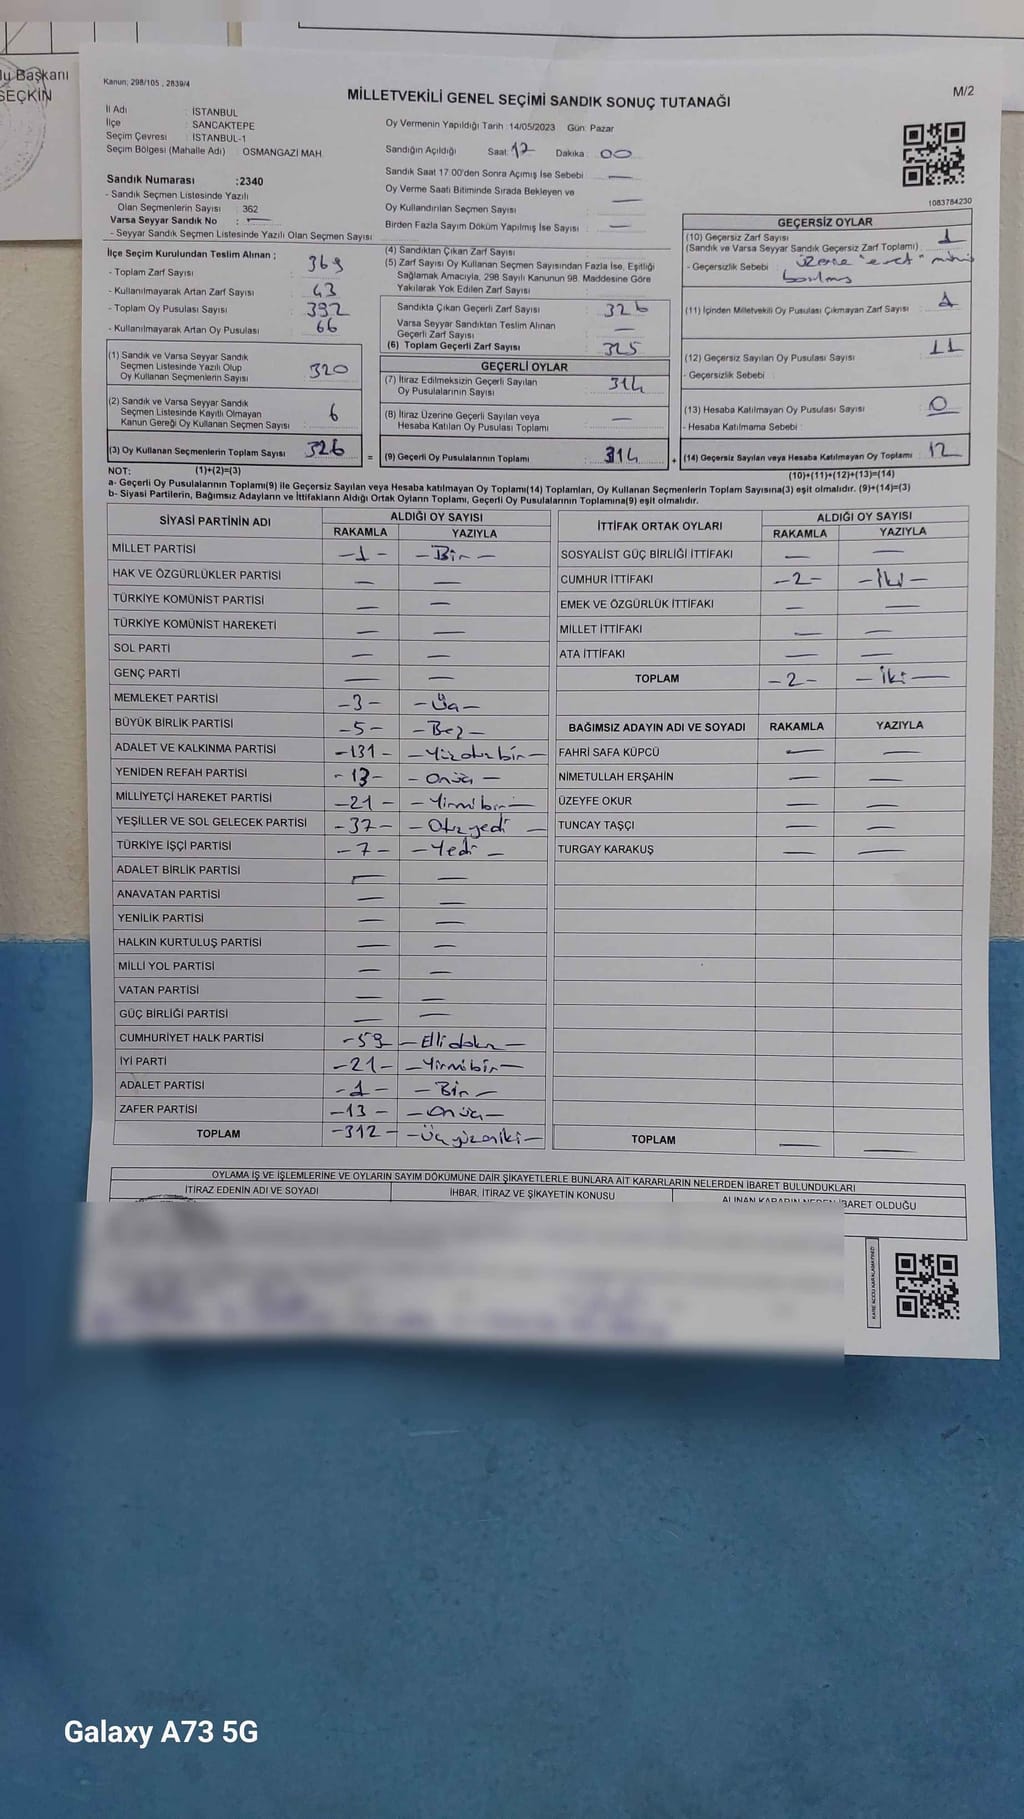 lu Başkanı
SEÇKİN
Kanun; 298/105 , 2839/4
MİLLETVEKİLİ GENEL SEÇİMİ SANDIK SONUÇ TUTANAĞI
M/2
İl Adı : İSTANBUL
İlçe : SANCAKTEPE
Seçim Çevresi : İSTANBUL-1
Seçim Bölgesi (Mahalle Adı) : OSMANGAZİ MAH.
Oy Vermenin Yapıldığı Tarih : 14/05/2023 Gün: Pazar
Sandığın Açıldığı Saat: 17 Dakika : 00
Sandık Saat 17:00'den Sonra Açımış İse Sebebi : —
Oy Verme Saati Bitiminde Sırada Bekleyen ve
Oy Kullandırılan Seçmen Sayısı : —
Birden Fazla Sayım Döküm Yapılmış İse Sayısı : —
1083784230
Sandık Numarası :2340
- Sandık Seçmen Listesinde Yazılı
Olan Seçmenlerin Sayısı : 362
Varsa Seyyar Sandık No : —
- Seyyar Sandık Seçmen Listesinde Yazılı Olan Seçmen Sayısı :
İlçe Seçim Kurulundan Teslim Alınan ;
- Toplam Zarf Sayısı : 369
- Kullanılmayarak Artan Zarf Sayısı : 43
- Toplam Oy Pusulası Sayısı : 392
- Kullanılmayarak Artan Oy Pusulası : 66
(1) Sandık ve Varsa Seyyar Sandık
Seçmen Listesinde Yazılı Olup
Oy Kullanan Seçmenlerin Sayısı : 320
(2) Sandık ve Varsa Seyyar Sandık
Seçmen Listesinde Kayıtlı Olmayan
Kanun Gereği Oy Kullanan Seçmen Sayısı : 6
(3) Oy Kullanan Seçmenlerin Toplam Sayısı : 326
(4) Sandıktan Çıkan Zarf Sayısı :
(5) Zarf Sayısı Oy Kullanan Seçmen Sayısından Fazla İse, Eşitliği
Sağlamak Amacıyla, 298 Sayılı Kanunun 98. Maddesine Göre
Yakılarak Yok Edilen Zarf Sayısı :
Sandıkta Çıkan Geçerli Zarf Sayısı : 326
Varsa Seyyar Sandıktan Teslim Alınan
Geçerli Zarf Sayısı : —
(6) Toplam Geçerli Zarf Sayısı : 325
GEÇERLİ OYLAR
(7) İtiraz Edilmeksizin Geçerli Sayılan
Oy Pusulalarının Sayısı : 314
(8) İtiraz Üzerine Geçerli Sayılan veya
Hesaba Katılan Oy Pusulası Toplamı : —
= (9) Geçerli Oy Pusulalarının Toplamı : 314
GEÇERSİZ OYLAR
(10) Geçersiz Zarf Sayısı : 1
(Sandık ve Varsa Seyyar Sandık Geçersiz Zarf Toplamı) :
- Geçersizlik Sebebi : üzerine "evet" mührü
basılmış
(11) İçinden Milletvekili Oy Pusulası Çıkmayan Zarf Sayısı : 1
(12) Geçersiz Sayılan Oy Pusulası Sayısı : 11
- Geçersizlik Sebebi :
(13) Hesaba Katılmayan Oy Pusulası Sayısı : 0
- Hesaba Katılmama Sebebi :
+ (14) Geçersiz Sayılan veya Hesaba Katılmayan Oy Toplamı : 12
NOT: (1)+(2)=(3)
(10)+(11)+(12)+(13)=(14)
a- Geçerli Oy Pusulalarının Toplamı(9) ile Geçersiz Sayılan veya Hesaba katılmayan Oy Toplamı(14) Toplamları, Oy Kullanan Seçmenlerin Toplam Sayısına(3) eşit olmalıdır. (9)+(14)=(3)
b- Siyasi Partilerin, Bağımsız Adayların ve İttifakların Aldığı Ortak Oyların Toplamı, Geçerli Oy Pusulalarının Toplamına(9) eşit olmalıdır.
SİYASİ PARTİNİN ADI ALDIĞI OY SAYISI
RAKAMLA YAZIYLA
MİLLET PARTİSİ —1— —Bir—
HAK VE ÖZGÜRLÜKLER PARTİSİ — —
TÜRKİYE KOMÜNİST PARTİSİ — —
TÜRKİYE KOMÜNİST HAREKETİ — —
SOL PARTİ — —
GENÇ PARTİ — —
MEMLEKET PARTİSİ —3— —Üç—
BÜYÜK BİRLİK PARTİSİ —5— —Beş—
ADALET VE KALKINMA PARTİSİ —131— —Yüzotuzbir—
YENİDEN REFAH PARTİSİ —13— —Onüç—
MİLLİYETÇİ HAREKET PARTİSİ —21— —Yirmibir—
YEŞİLLER VE SOL GELECEK PARTİSİ —37— —Otuzyedi—
TÜRKİYE İŞÇİ PARTİSİ —7— —Yedi—
ADALET BİRLİK PARTİSİ — —
ANAVATAN PARTİSİ — —
YENİLİK PARTİSİ — —
HALKIN KURTULUŞ PARTİSİ — —
MİLLİ YOL PARTİSİ — —
VATAN PARTİSİ — —
GÜÇ BİRLİĞİ PARTİSİ — —
CUMHURİYET HALK PARTİSİ —59— —Ellidokuz—
İYİ PARTİ —21— —Yirmibir—
ADALET PARTİSİ —1— —Bir—
ZAFER PARTİSİ —13— —Onüç—
TOPLAM —312— —Üçyüzoniki—
İTTİFAK ORTAK OYLARI ALDIĞI OY SAYISI
RAKAMLA YAZIYLA
SOSYALİST GÜÇ BİRLİĞİ İTTİFAKI — —
CUMHUR İTTİFAKI —2— —İki—
EMEK VE ÖZGÜRLÜK İTTİFAKI — —
MİLLET İTTİFAKI — —
ATA İTTİFAKI — —
TOPLAM —2— —İki—
BAĞIMSIZ ADAYIN ADI VE SOYADI RAKAMLA YAZIYLA
FAHRİ SAFA KÜPCÜ — —
NİMETULLAH ERŞAHİN — —
ÜZEYFE OKUR — —
TUNCAY TAŞÇI — —
TURGAY KARAKUŞ — —
TOPLAM — —
OYLAMA İŞ VE İŞLEMLERİNE VE OYLARIN SAYIM DÖKÜMÜNE DAİR ŞİKAYETLERLE BUNLARA AİT KARARLARIN NELERDEN İBARET BULUNDUKLARI
İTİRAZ EDENİN ADI VE SOYADI İHBAR, İTİRAZ VE ŞİKAYETİN KONUSU ALINAN KARARIN NEDEN İBARET OLDUĞU
KARE KODU KARALAMAYINIZ!
Galaxy A73 5G